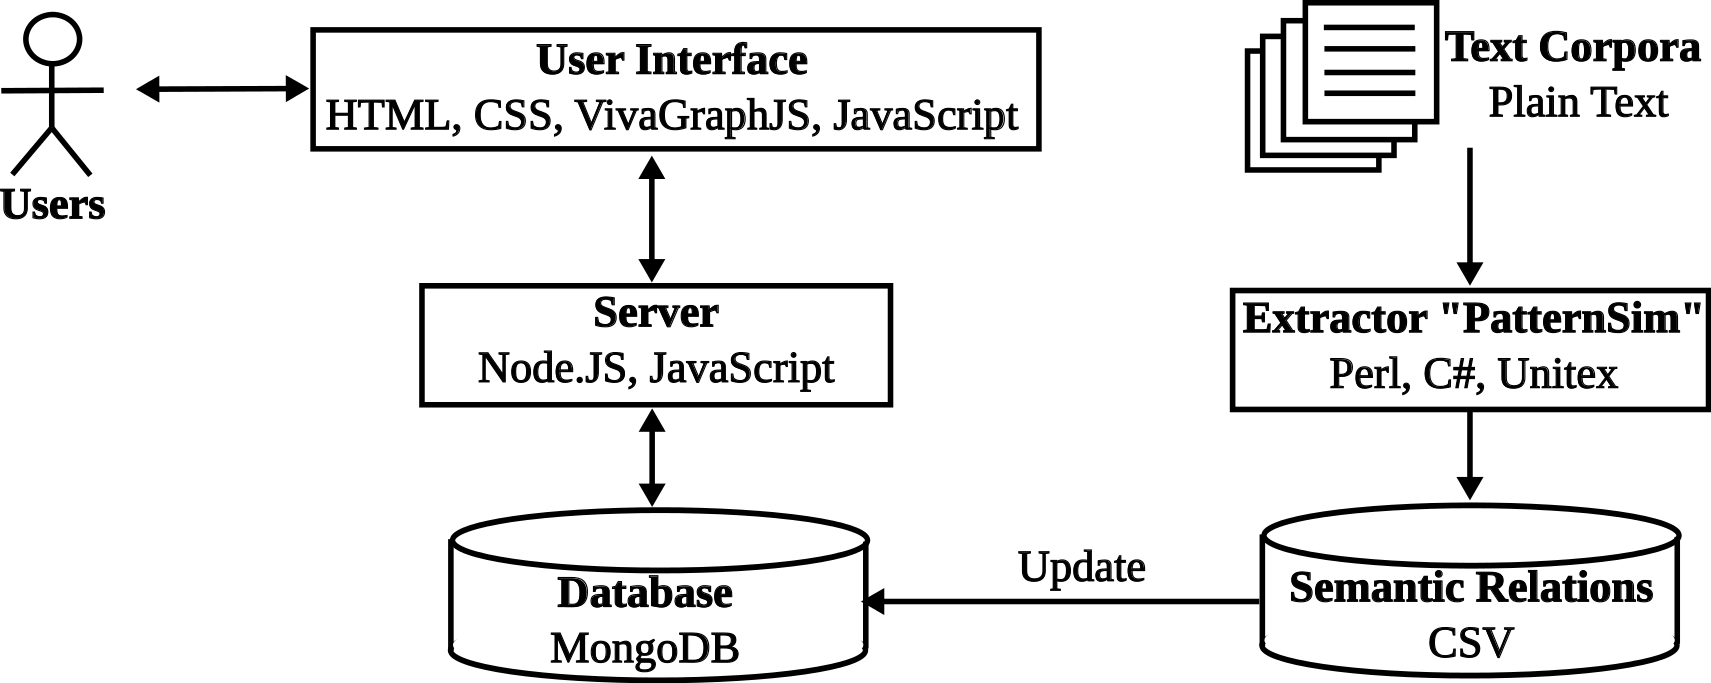 Users
User Interface
HTML, CSS, VivaGraphJS, JavaScript
Server
Node.JS, JavaScript
Database
MongoDB
Update
Text Corpora
Plain Text
Extractor "PatternSim"
Perl, C#, Unitex
Semantic Relations
CSV